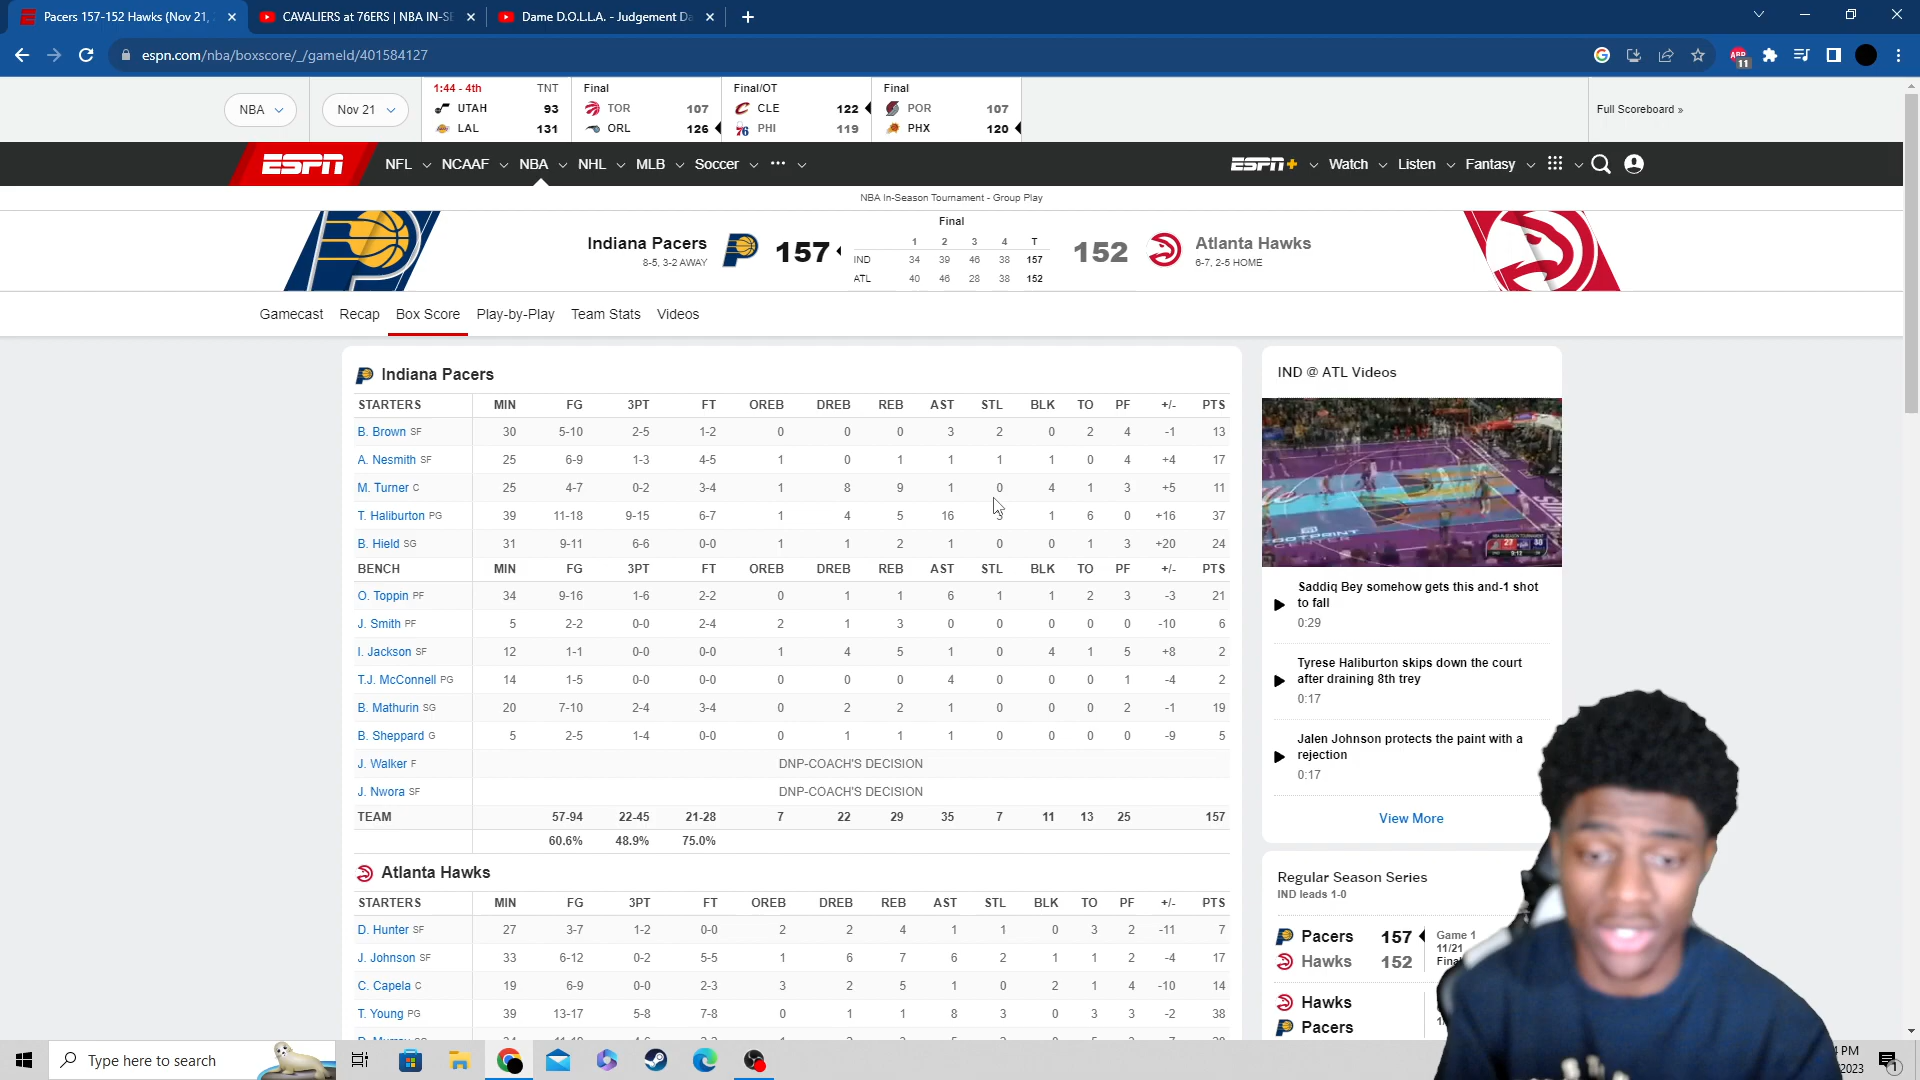 Pacers 157-152 Hawks (Nov 21,
CAVALIERS at 76ERS | NBA IN-SE
Dame D.O.L.L.A. - Judgement Da
espn.com/nba/boxscore/_/gameId/401584127
ABP
11
NBA
Nov 21
1:44 - 4th TNT
UTAH 93
LAL 131
Final
TOR 107
ORL 126
Final/OT
CLE 122
PHI 119
Final
POR 107
PHX 120
Full Scoreboard »
ESPN NFL NCAAF NBA NHL MLB Soccer ••• ESPN+ Watch Listen Fantasy
NBA In-Season Tournament - Group Play
Final
Indiana Pacers
8-5, 3-2 AWAY
157
1 2 3 4 T
IND 34 39 46 38 157
ATL 40 46 28 38 152
152
Atlanta Hawks
6-7, 2-5 HOME
Gamecast Recap Box Score Play-by-Play Team Stats Videos
Indiana Pacers
STARTERS MIN FG 3PT FT OREB DREB REB AST STL BLK TO PF +/- PTS
B. Brown SF 30 5-10 2-5 1-2 0 0 0 3 2 0 2 4 -1 13
A. Nesmith SF 25 6-9 1-3 4-5 1 0 1 1 1 1 0 4 +4 17
M. Turner C 25 4-7 0-2 3-4 1 8 9 1 0 4 1 3 +5 11
T. Haliburton PG 39 11-18 9-15 6-7 1 4 5 16 3 1 6 0 +16 37
B. Hield SG 31 9-11 6-6 0-0 1 1 2 1 0 0 1 3 +20 24
BENCH MIN FG 3PT FT OREB DREB REB AST STL BLK TO PF +/- PTS
O. Toppin PF 34 9-16 1-6 2-2 0 1 1 6 1 1 2 3 -3 21
J. Smith PF 5 2-2 0-0 2-4 2 1 3 0 0 0 0 0 -10 6
I. Jackson SF 12 1-1 0-0 0-0 1 4 5 1 0 4 1 5 +8 2
T.J. McConnell PG 14 1-5 0-0 0-0 0 0 0 4 0 0 0 1 -4 2
B. Mathurin SG 20 7-10 2-4 3-4 0 2 2 1 0 0 0 2 -1 19
B. Sheppard G 5 2-5 1-4 0-0 0 1 1 1 0 0 0 0 -9 5
J. Walker F DNP-COACH'S DECISION
J. Nwora SF DNP-COACH'S DECISION
TEAM 57-94 22-45 21-28 7 22 29 35 7 11 13 25 157
60.6% 48.9% 75.0%
Atlanta Hawks
STARTERS MIN FG 3PT FT OREB DREB REB AST STL BLK TO PF +/- PTS
D. Hunter SF 27 3-7 1-2 0-0 2 2 4 1 1 0 3 2 -11 7
J. Johnson SF 33 6-12 0-2 5-5 1 6 7 6 2 1 1 2 -4 17
C. Capela C 19 6-9 0-0 2-3 3 2 5 1 0 2 1 4 -10 14
T. Young PG 39 13-17 5-8 7-8 0 1 1 8 3 0 3 3 -2 38
IND @ ATL Videos
Saddiq Bey somehow gets this and-1 shot
to fall
0:29
Tyrese Haliburton skips down the court
after draining 8th trey
0:17
Jalen Johnson protects the paint with a
rejection
0:17
View More
Regular Season Series
IND leads 1-0
Pacers 157
Hawks 152
Game 1
11/21
Final
Hawks
Pacers
Type here to search
PM
2023
1